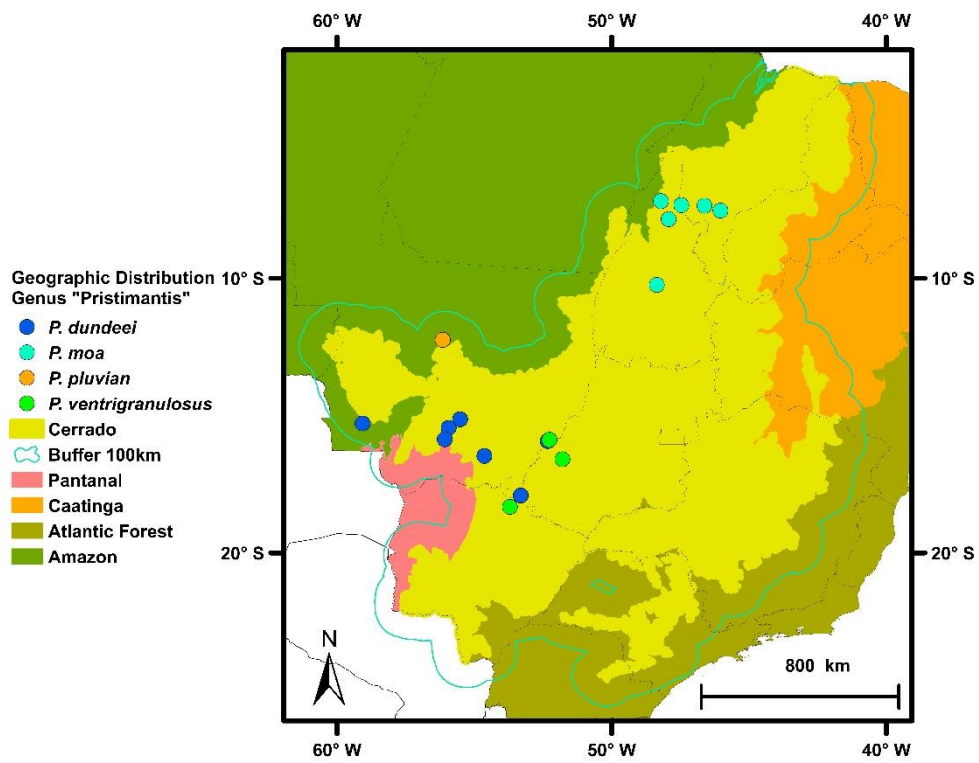 60° W 50° W 40° W
Geographic Distribution
Genus "Pristimantis"
P. dundeei
P. moa
P. pluvian
P. ventrigranulosus
Cerrado
Buffer 100km
Pantanal
Caatinga
Atlantic Forest
Amazon
10° S 10° S
20° S 20° S
N
800 km
60° W 50° W 40° W